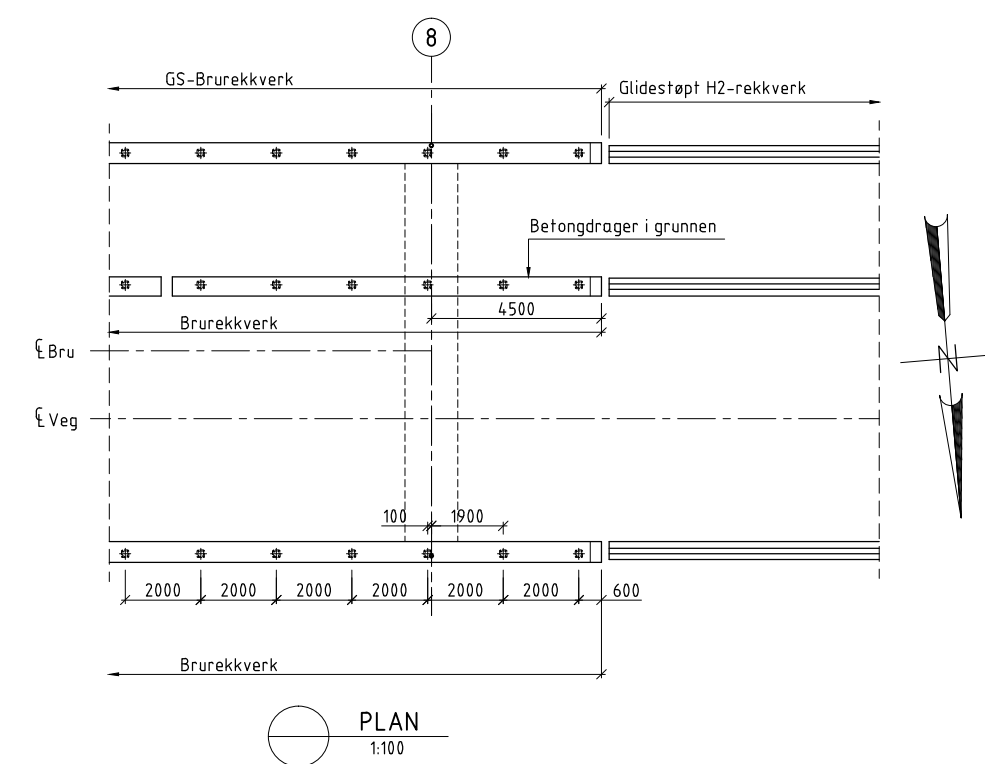 8
GS-Brurekkverk
Glidestøpt H2-rekkverk
Betongdrager i grunnen
4500
Brurekkverk
℄ Bru
N
℄ Veg
100
1900
2000
2000
2000
2000
2000
2000
600
Brurekkverk
PLAN
1:100